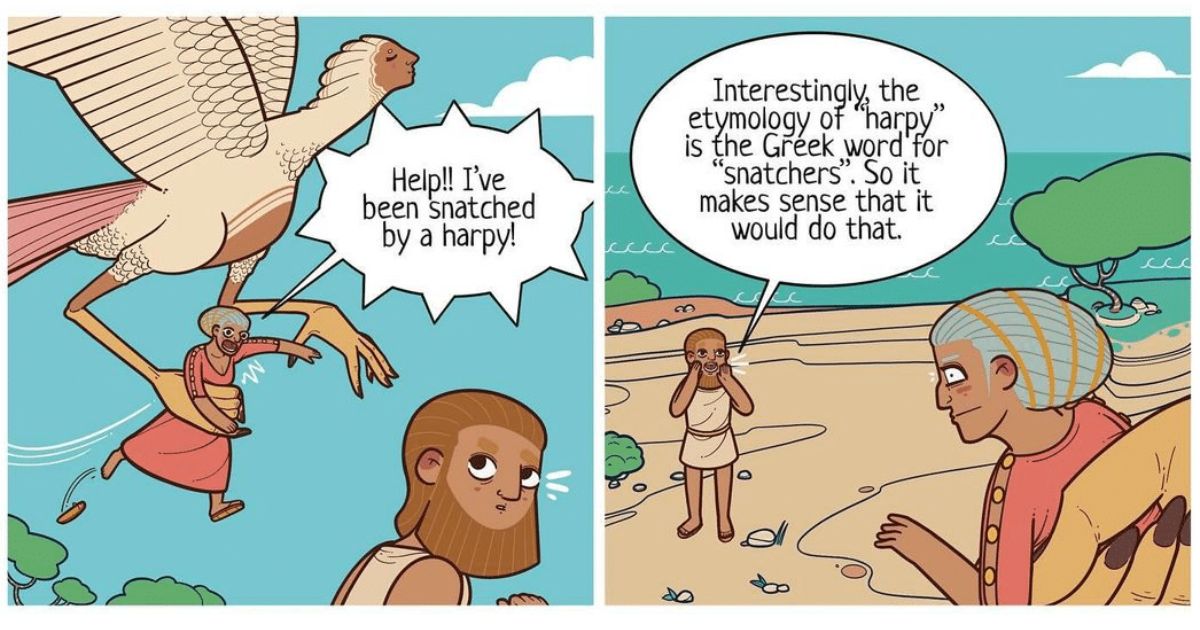 Help!! I've
been snatched
by a harpy!
Interestingly, the
etymology of "harpy"
is the Greek word for
"snatchers". So it
makes sense that it
would do that.